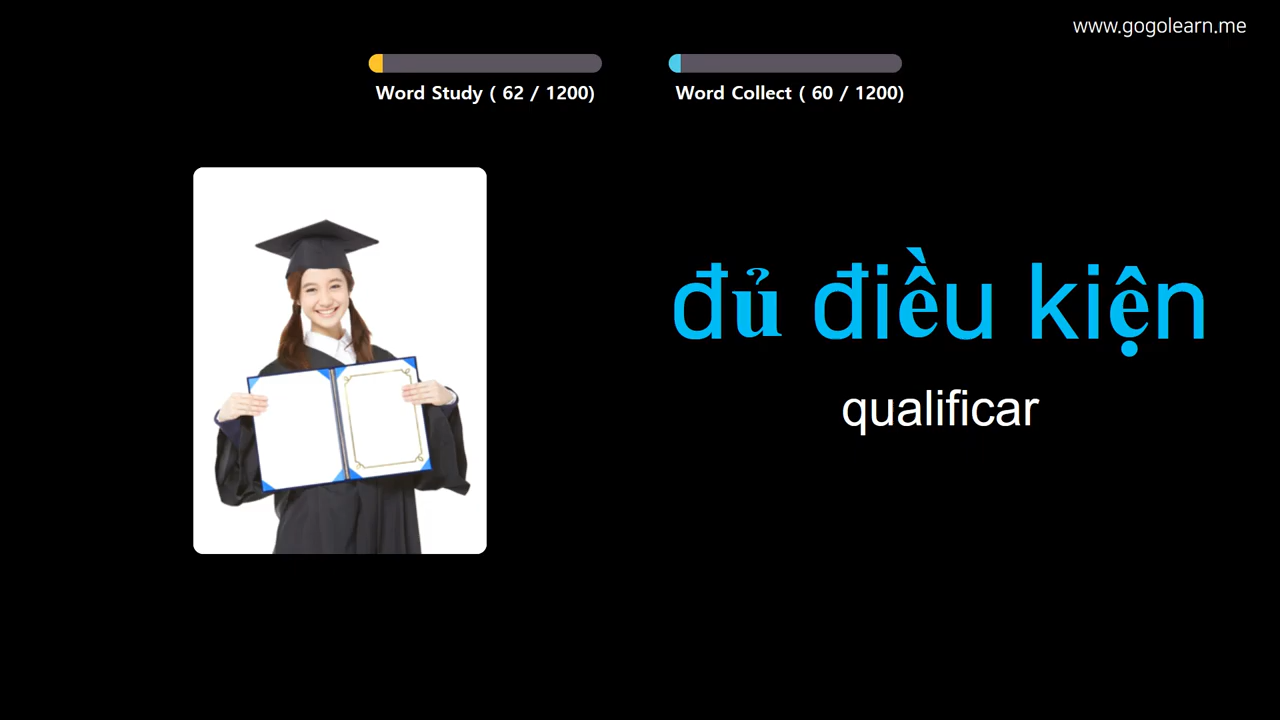 www.gogolearn.me
Word Study ( 62 / 1200)
Word Collect ( 60 / 1200)
đủ điều kiện
qualificar